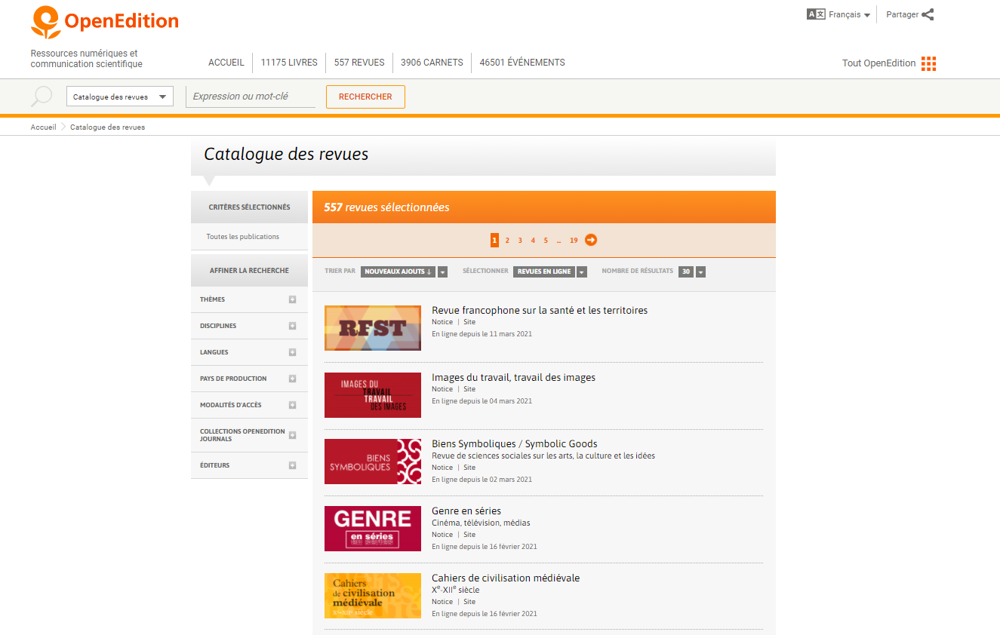 OpenEdition
Français
Partager
Ressources numériques et
communication scientifique
ACCUEIL
11175 LIVRES
557 REVUES
3906 CARNETS
46501 ÉVÉNEMENTS
Tout OpenEdition
Catalogue des revues
Expression ou mot-clé
RECHERCHER
Accueil
Catalogue des revues
Catalogue des revues
CRITÈRES SÉLECTIONNÉS
Toutes les publications
AFFINER LA RECHERCHE
THÈMES
DISCIPLINES
LANGUES
PAYS DE PRODUCTION
MODALITÉS D'ACCÈS
COLLECTIONS OPENEDITION
JOURNALS
ÉDITEURS
557 revues sélectionnées
1 2 3 4 5 ... 19
TRIER PAR NOUVEAUX AJOUTS ↓ SÉLECTIONNER REVUES EN LIGNE NOMBRE DE RÉSULTATS 30
RFST
Revue francophone sur la santé et les territoires
Notice | Site
En ligne depuis le 11 mars 2021
IMAGES DU
TRAVAIL
TRAVAIL
DES IMAGES
Images du travail, travail des images
Notice | Site
En ligne depuis le 04 mars 2021
BIENS
SYMBOLIQUES
Biens Symboliques / Symbolic Goods
Revue de sciences sociales sur les arts, la culture et les idées
Notice | Site
En ligne depuis le 02 mars 2021
GENRE
en séries
Genre en séries
Cinéma, télévision, médias
Notice | Site
En ligne depuis le 16 février 2021
Cahiers
de civilisation
médiévale
Xe-XIIe siècle
Cahiers de civilisation médiévale
Xe-XIIe siècle
Notice | Site
En ligne depuis le 16 février 2021